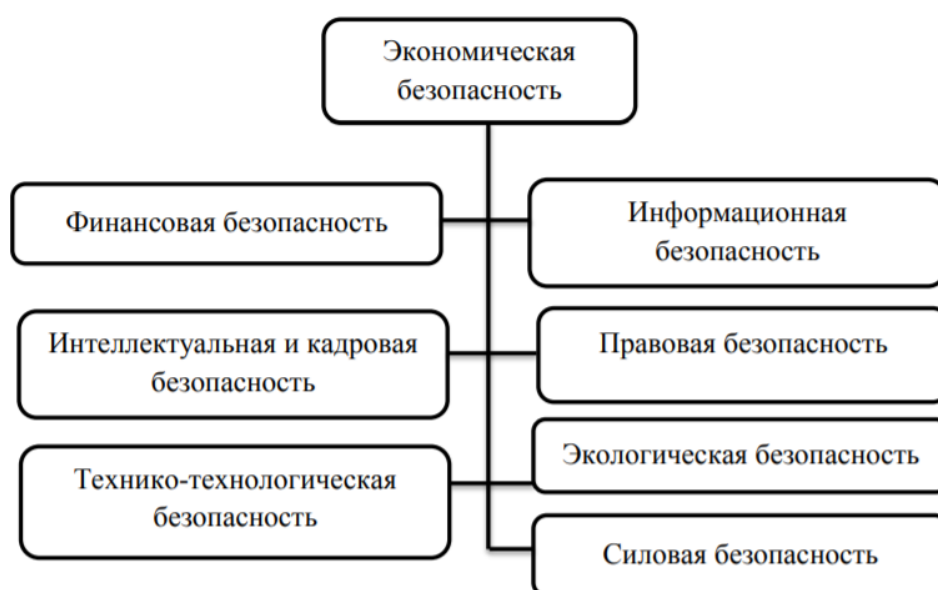 Экономическая
безопасность
Финансовая безопасность
Информационная
безопасность
Интеллектуальная и кадровая
безопасность
Правовая безопасность
Технико-технологическая
безопасность
Экологическая безопасность
Силовая безопасность